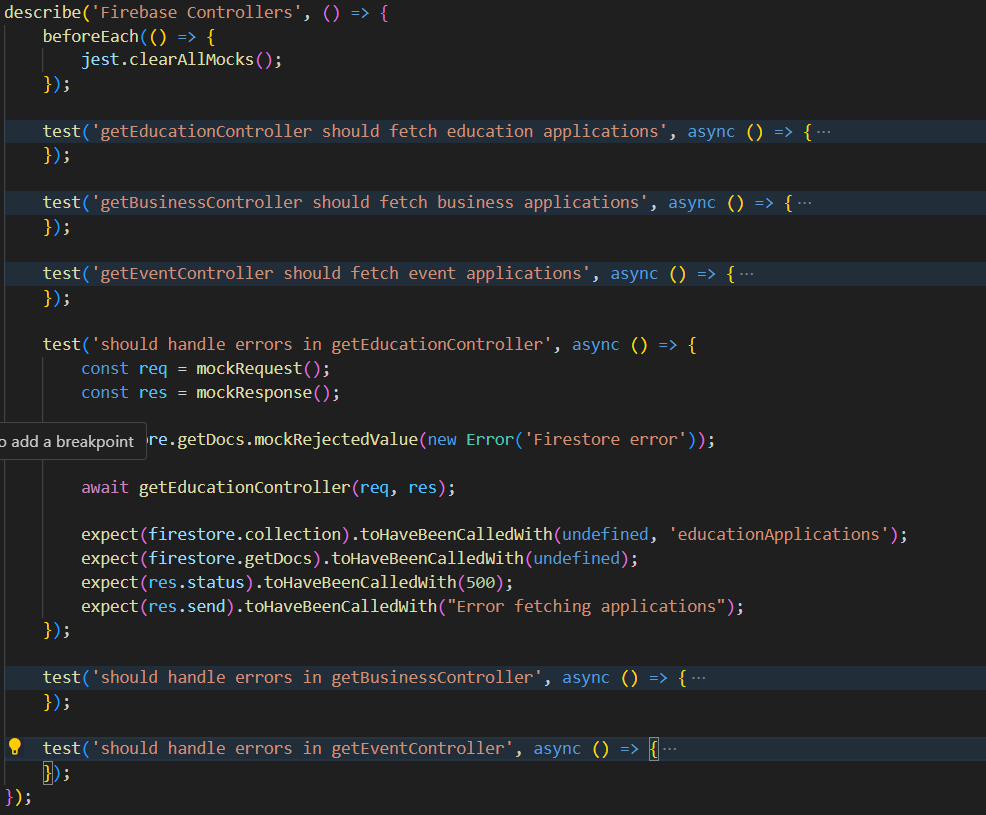 describe('Firebase Controllers', () => {
    beforeEach(() => {
        jest.clearAllMocks();
    });

    test('getEducationController should fetch education applications', async () => {···
    });

    test('getBusinessController should fetch business applications', async () => {···
    });

    test('getEventController should fetch event applications', async () => {···
    });

    test('should handle errors in getEducationController', async () => {
        const req = mockRequest();
        const res = mockResponse();

o add a breakpoint re.getDocs.mockRejectedValue(new Error('Firestore error'));

        await getEducationController(req, res);

        expect(firestore.collection).toHaveBeenCalledWith(undefined, 'educationApplications');
        expect(firestore.getDocs).toHaveBeenCalledWith(undefined);
        expect(res.status).toHaveBeenCalledWith(500);
        expect(res.send).toHaveBeenCalledWith("Error fetching applications");
    });

    test('should handle errors in getBusinessController', async () => {···
    });

    test('should handle errors in getEventController', async () => {···
    });
});